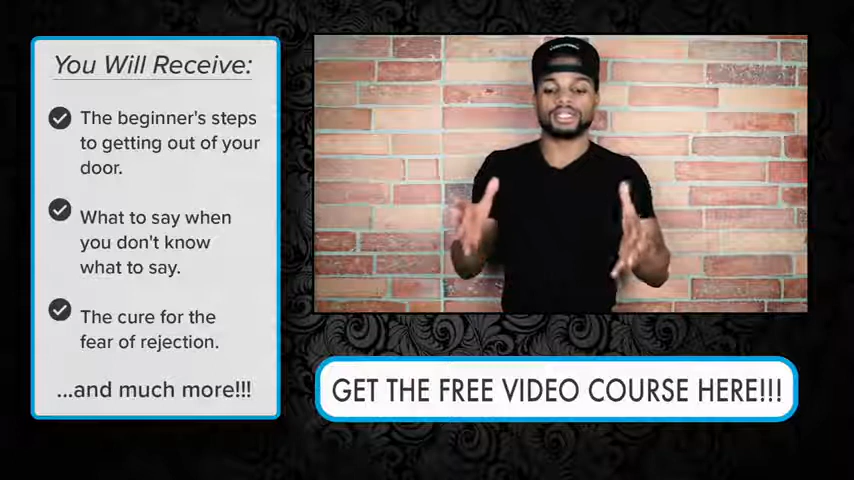 You Will Receive:
The beginner's steps
to getting out of your
door.
What to say when
you don't know
what to say.
The cure for the
fear of rejection.
...and much more!!!
GET THE FREE VIDEO COURSE HERE!!!